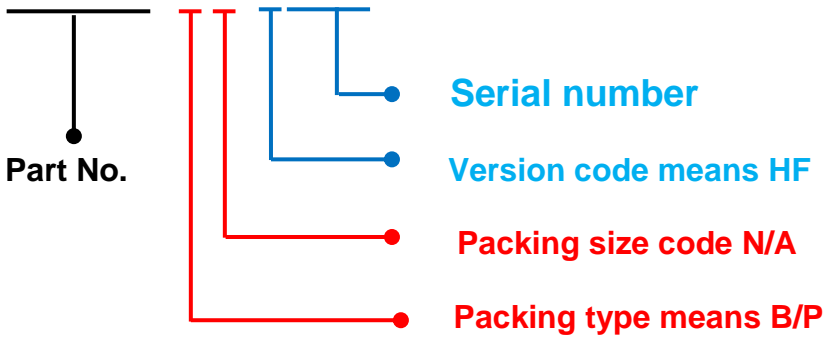 Serial number
Part No.
Version code means HF
Packing size code N/A
Packing type means B/P